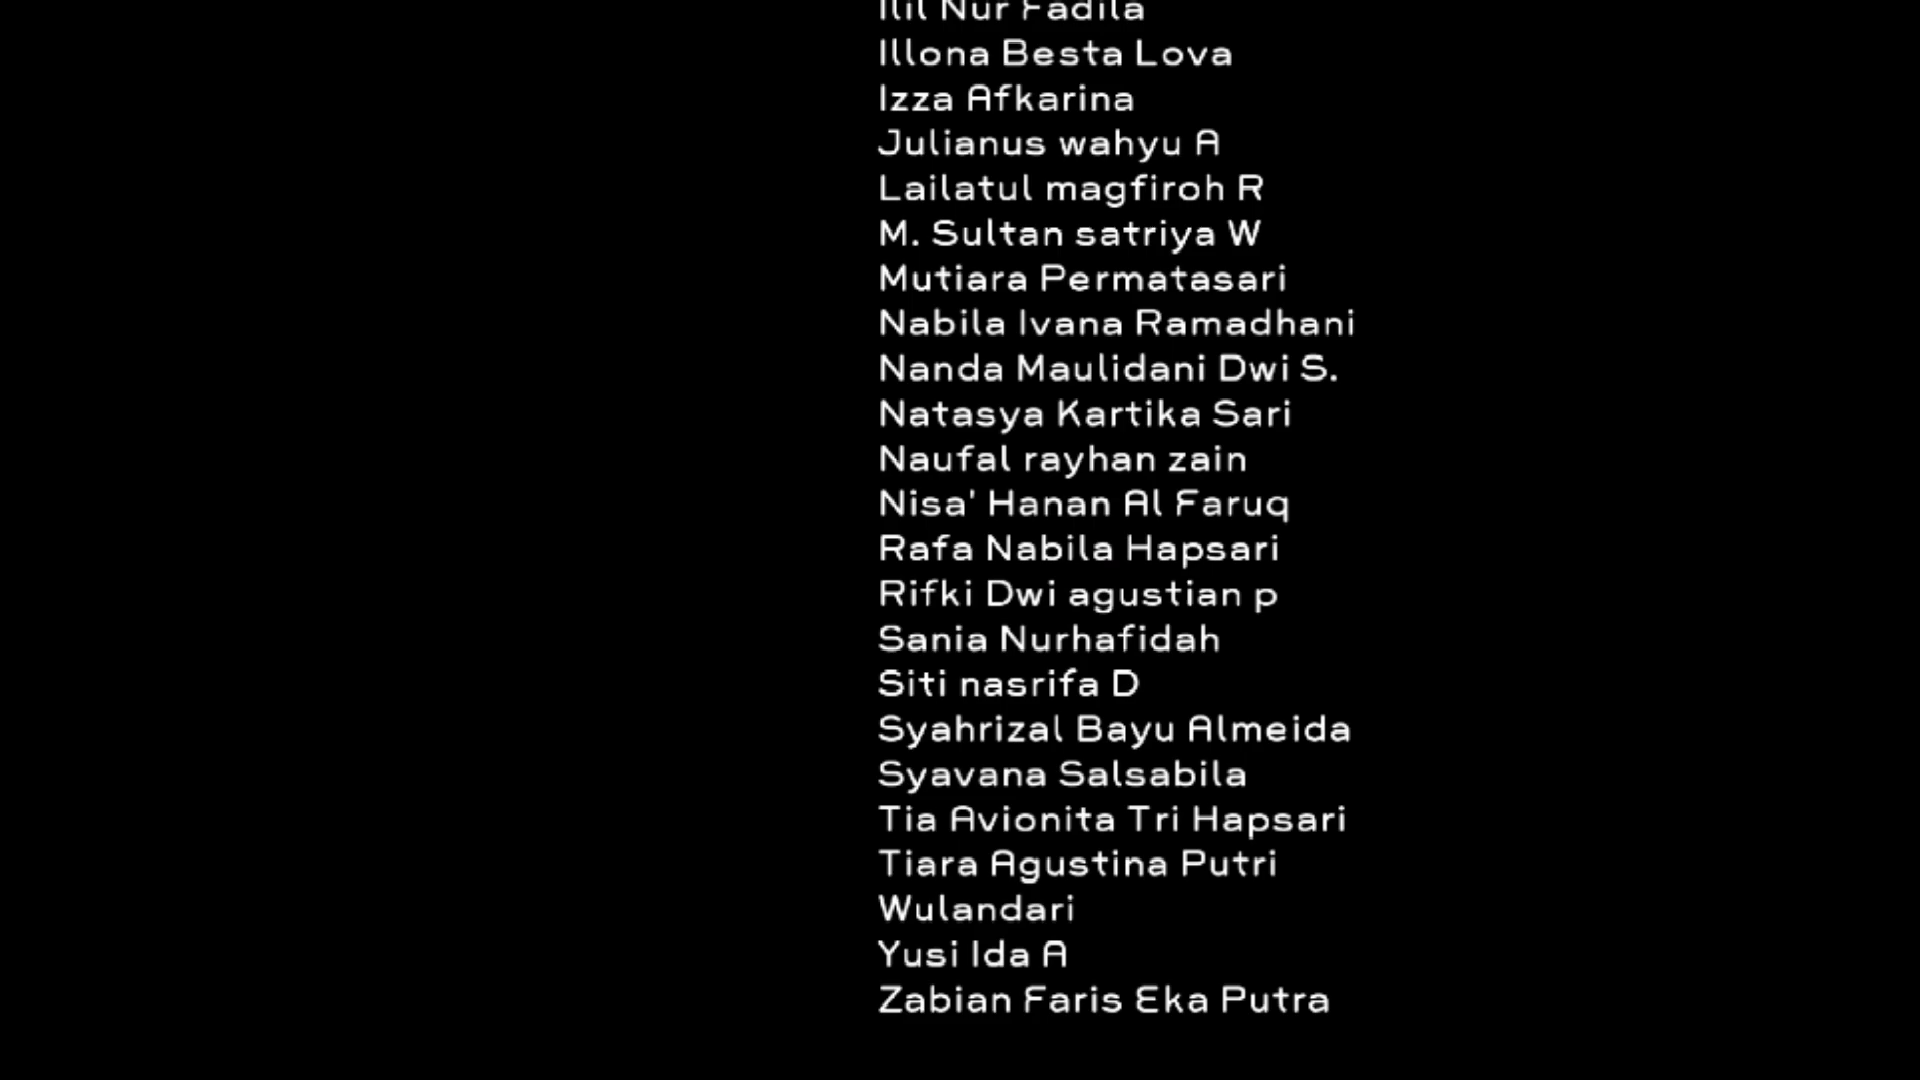 Ilil Nur Fadila
Illona Besta Lova
Izza Afkarina
Julianus wahyu A
Lailatul magfiroh R
M. Sultan satriya W
Mutiara Permatasari
Nabila Ivana Ramadhani
Nanda Maulidani Dwi S.
Natasya Kartika Sari
Naufal rayhan zain
Nisa' Hanan Al Faruq
Rafa Nabila Hapsari
Rifki Dwi agustian p
Sania Nurhafidah
Siti nasrifa D
Syahrizal Bayu Almeida
Syavana Salsabila
Tia Avionita Tri Hapsari
Tiara Agustina Putri
Wulandari
Yusi Ida A
Zabian Faris Eka Putra